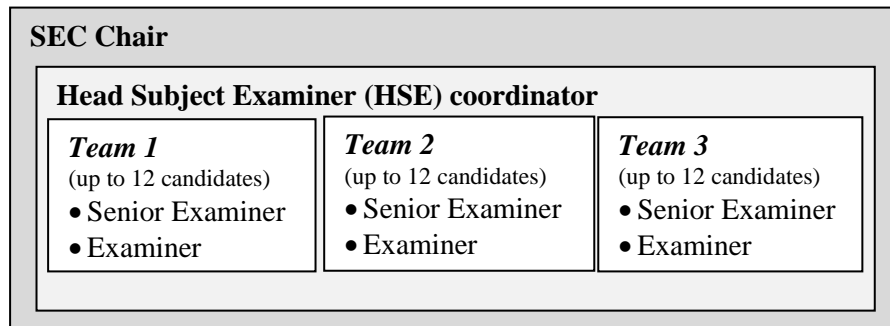 SEC Chair
Head Subject Examiner (HSE) coordinator
Team 1
(up to 12 candidates)
• Senior Examiner
• Examiner
Team 2
(up to 12 candidates)
• Senior Examiner
• Examiner
Team 3
(up to 12 candidates)
• Senior Examiner
• Examiner